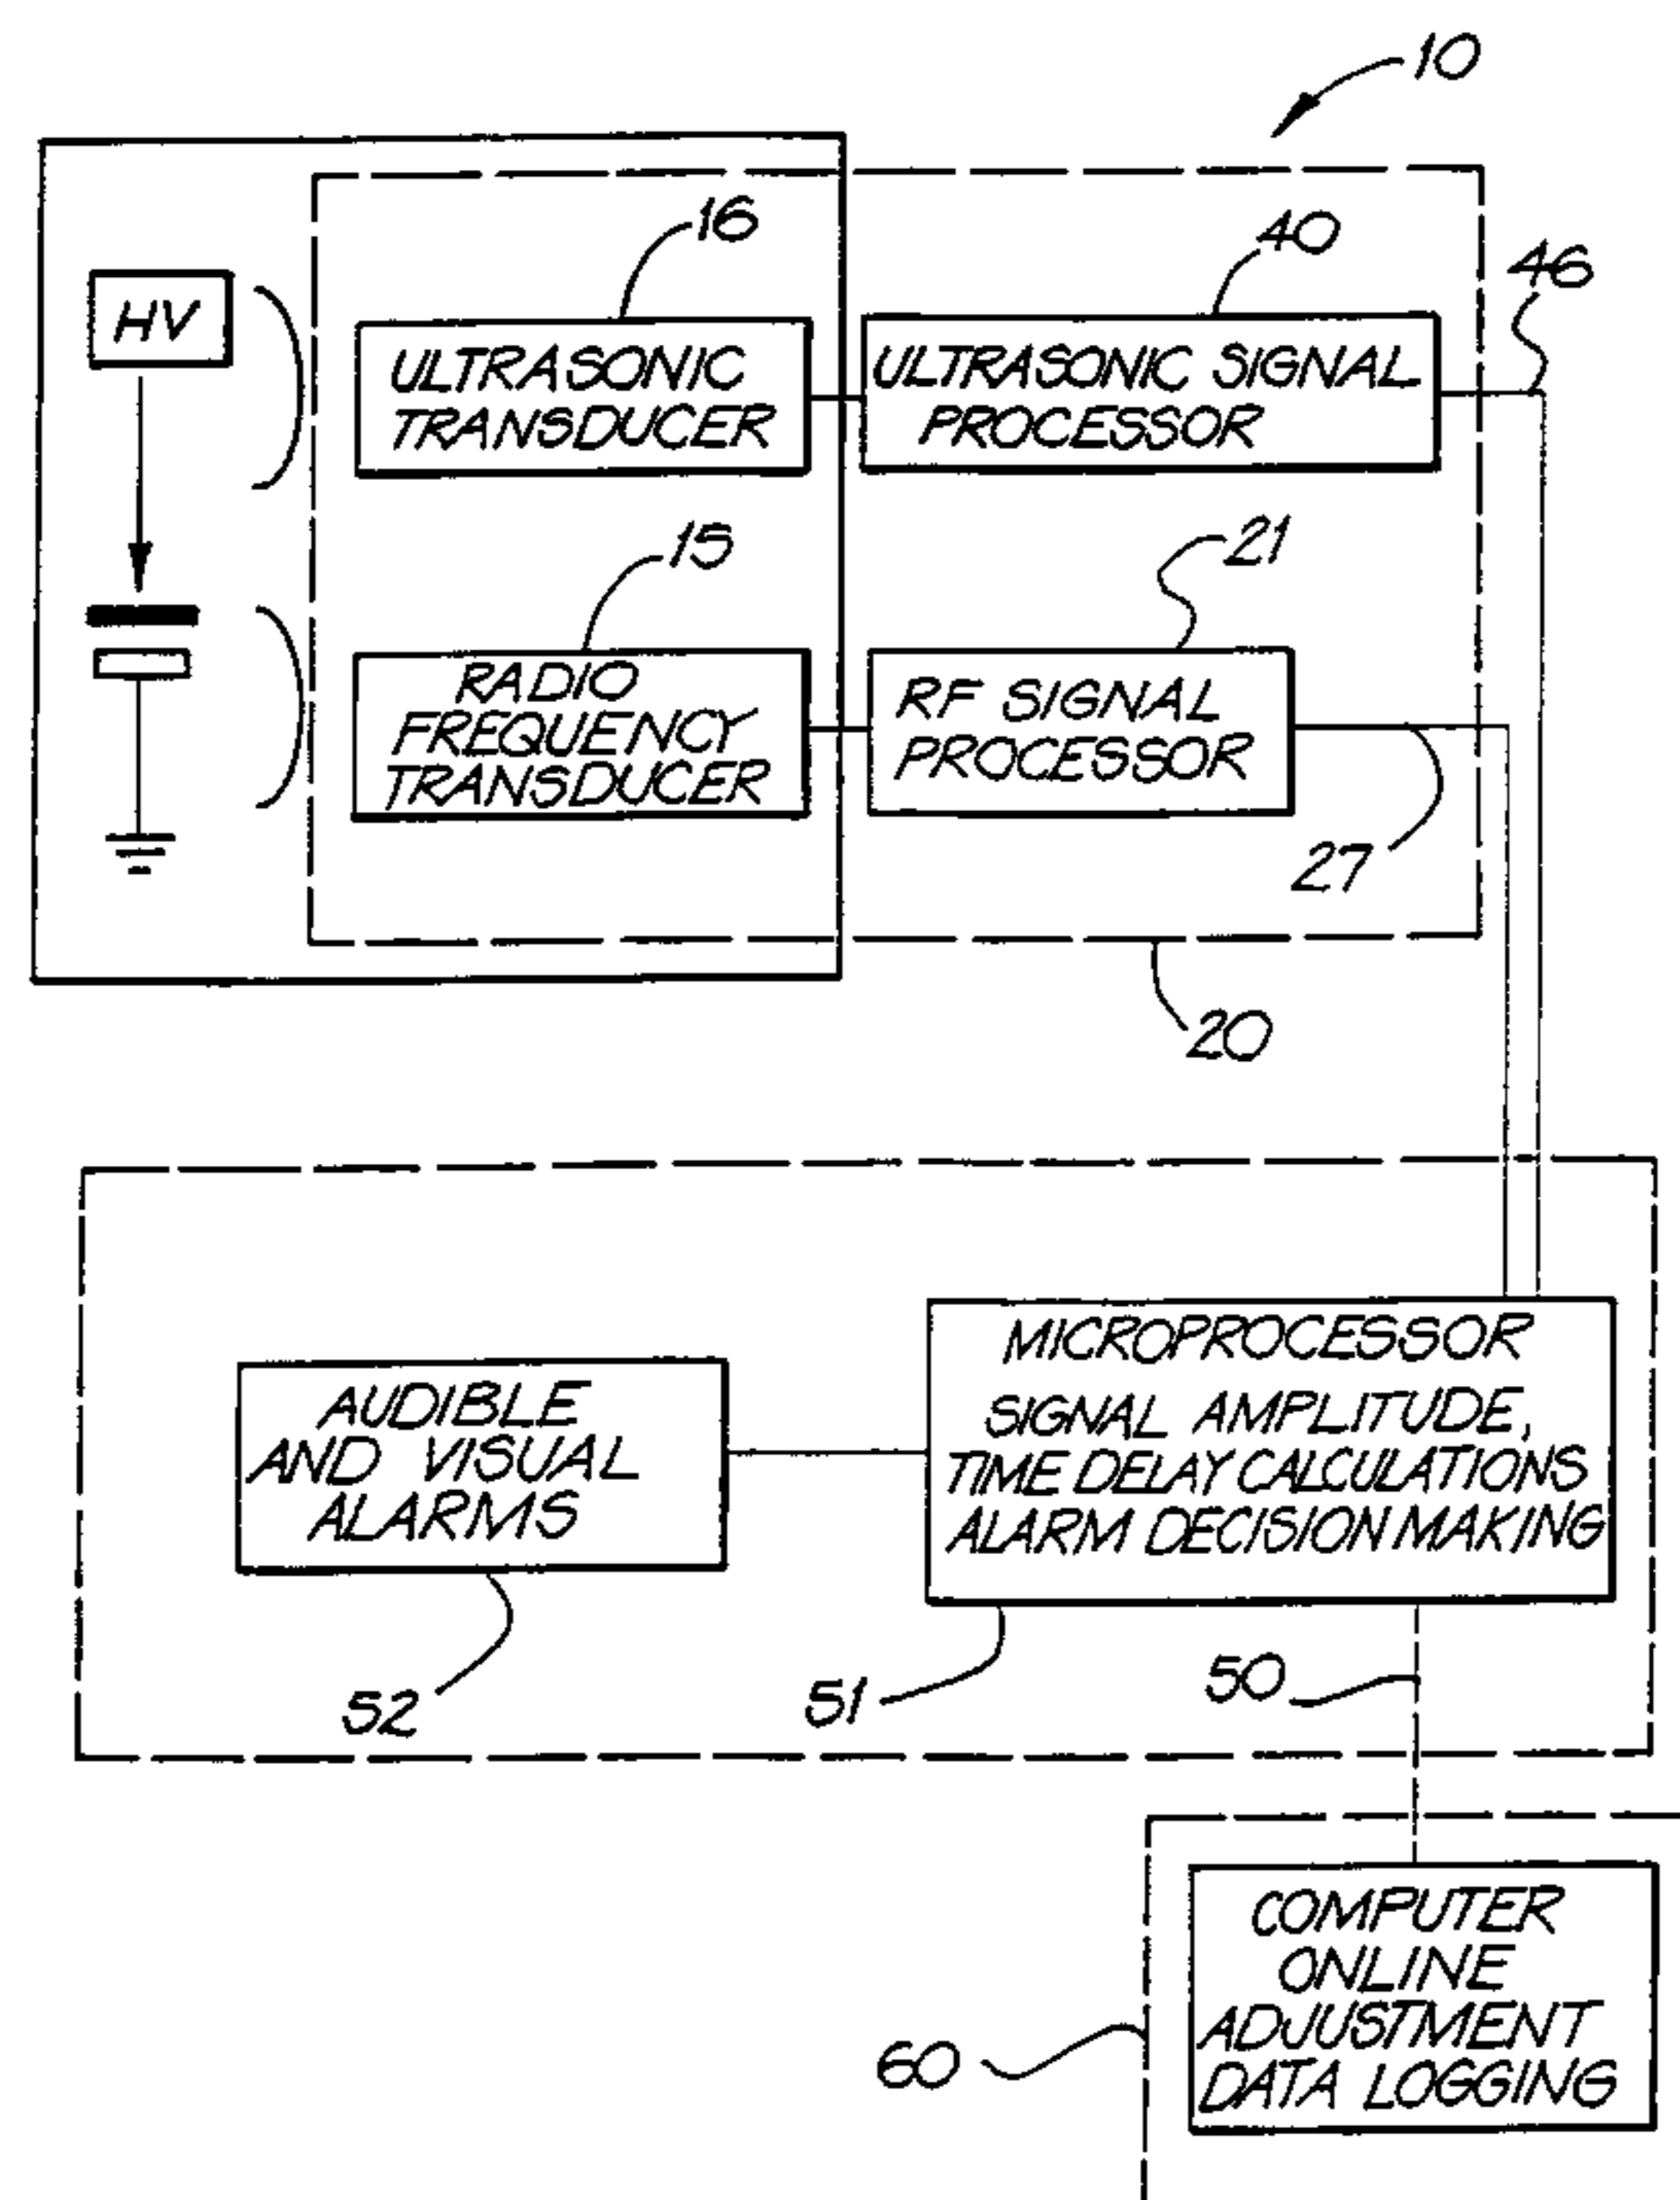 10
16
40
46
HV
ULTRASONIC
TRANSDUCER
ULTRASONIC SIGNAL
PROCESSOR
15
21
RADIO
FREQUENCY
TRANSDUCER
RF SIGNAL
PROCESSOR
27
20
MICROPROCESSOR
SIGNAL AMPLITUDE,
TIME DELAY CALCULATIONS
ALARM DECISION MAKING
AUDIBLE
AND VISUAL
ALARMS
52
51
50
COMPUTER
ONLINE
ADJUSTMENT
DATA LOGGING
60